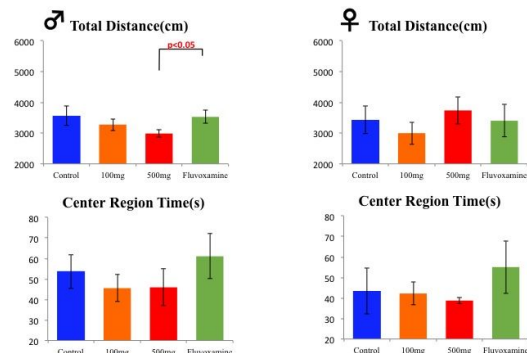 ♂ Total Distance(cm)
p<0.05
6000
5000
4000
3000
2000
Control 100mg 500mg Fluvoxamine
♀ Total Distance(cm)
6000
5000
4000
3000
2000
Control 100mg 500mg Fluvoxamine
Center Region Time(s)
80
70
60
50
40
30
20
Control 100mg 500mg Fluvoxamine
Center Region Time(s)
80
70
60
50
40
30
20
Control 100mg 500mg Fluvoxamine